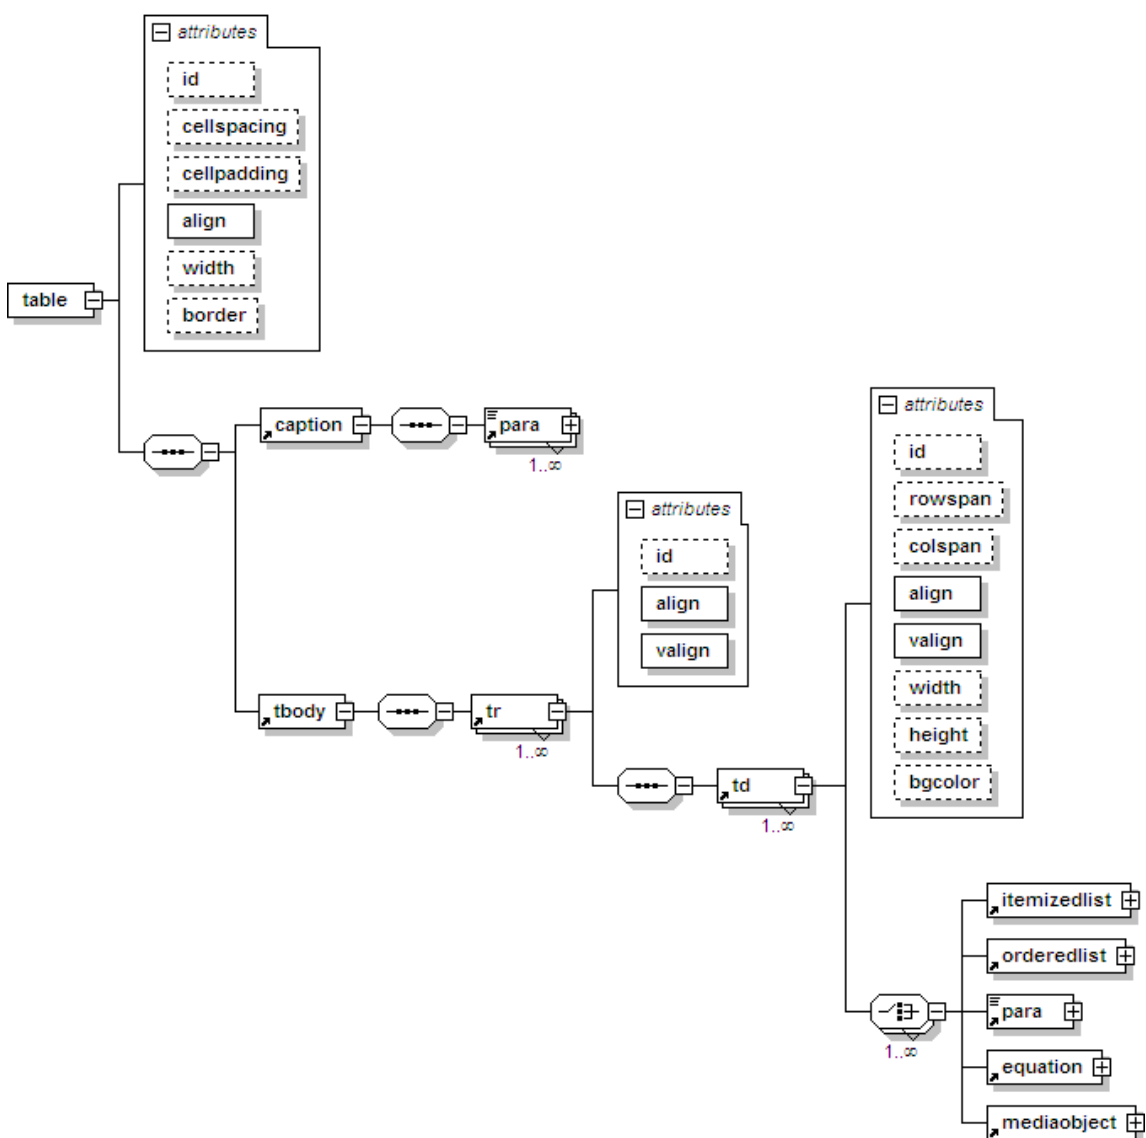 attributes
id
cellspacing
cellpadding
align
width
border
table
caption
para
1..∞
tbody
tr
1..∞
attributes
id
align
valign
td
1..∞
attributes
id
rowspan
colspan
align
valign
width
height
bgcolor
1..∞
itemizedlist
orderedlist
para
equation
mediaobject